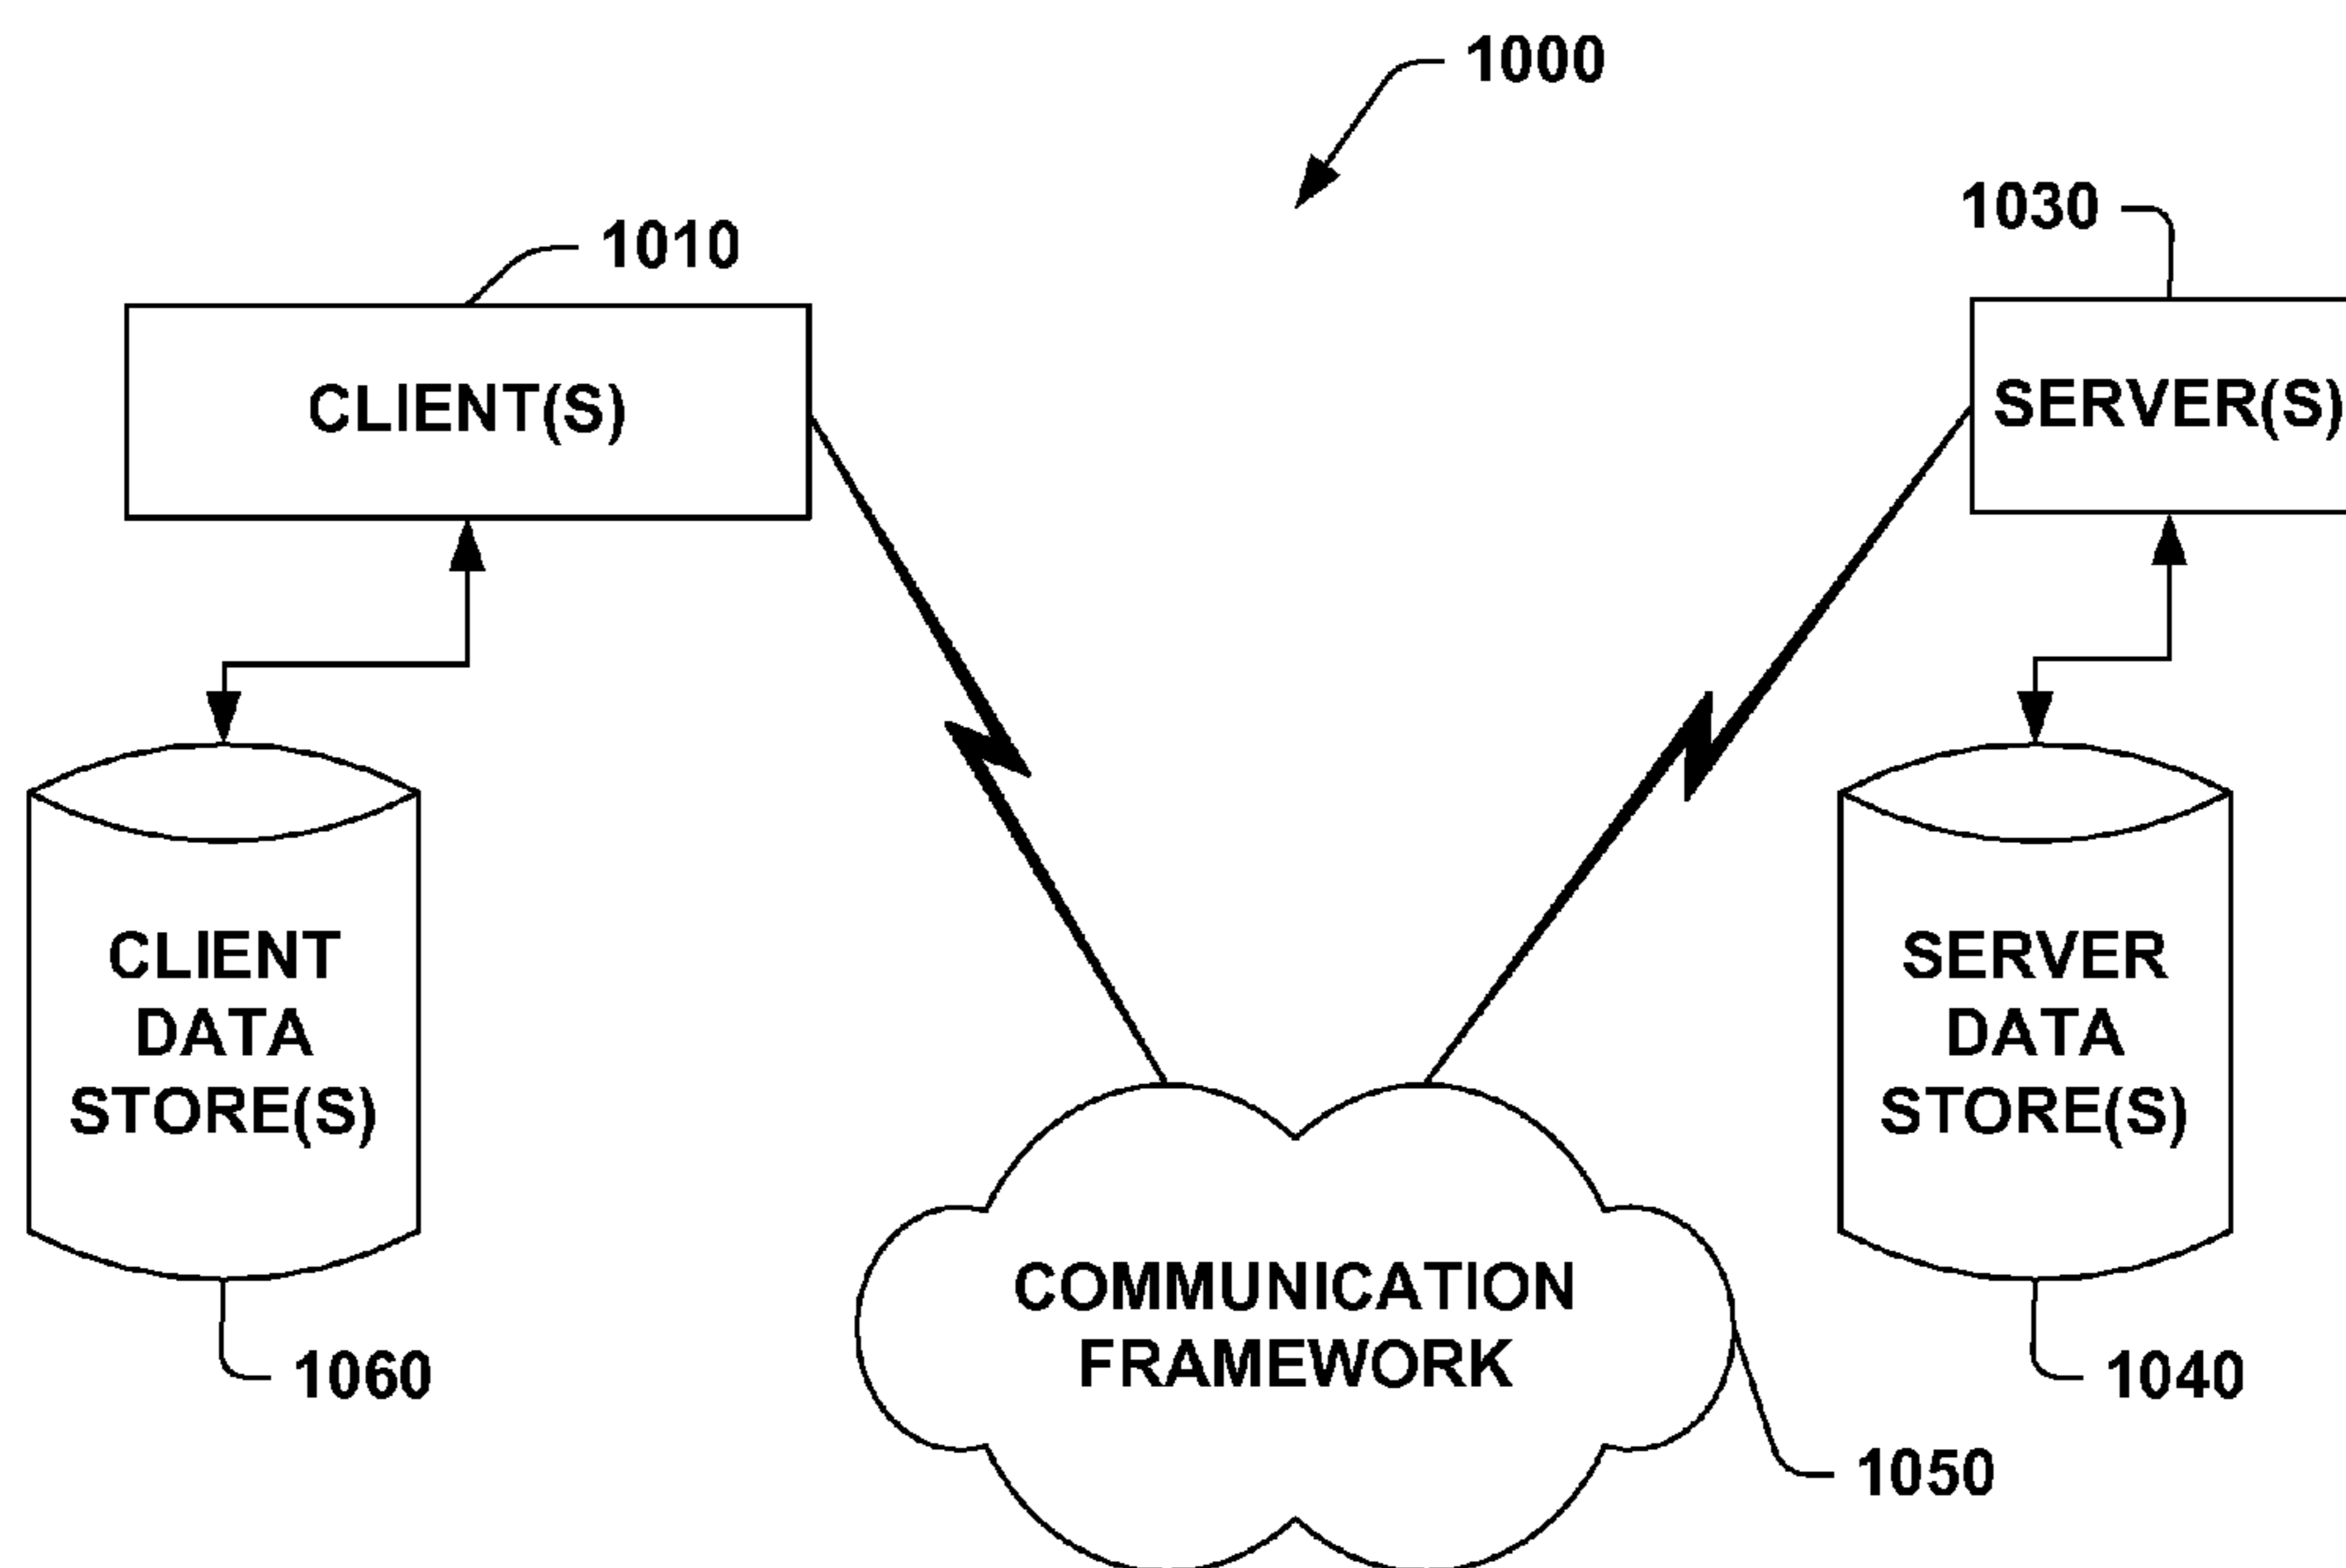 1000
1010
1030
CLIENT(S)
SERVER(S)
CLIENT
DATA
STORE(S)
SERVER
DATA
STORE(S)
COMMUNICATION
FRAMEWORK
1060
1040
1050